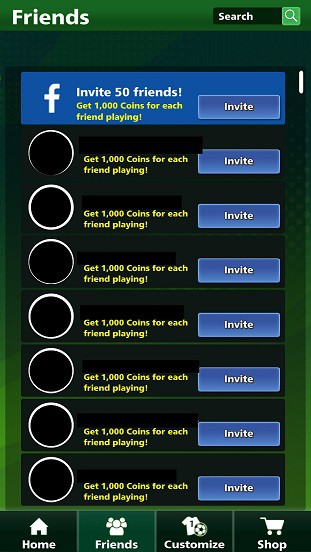 Friends
Search
Invite 50 friends!
Get 1,000 Coins for each
friend playing!
Invite
Get 1,000 Coins for each
friend playing!
Invite
Get 1,000 Coins for each
friend playing!
Invite
Get 1,000 Coins for each
friend playing!
Invite
Get 1,000 Coins for each
friend playing!
Invite
Get 1,000 Coins for each
friend playing!
Invite
Get 1,000 Coins for each
friend playing!
Invite
Get 1,000 Coins for each
friend playing!
Invite
Home
Friends
1
Customize
Shop